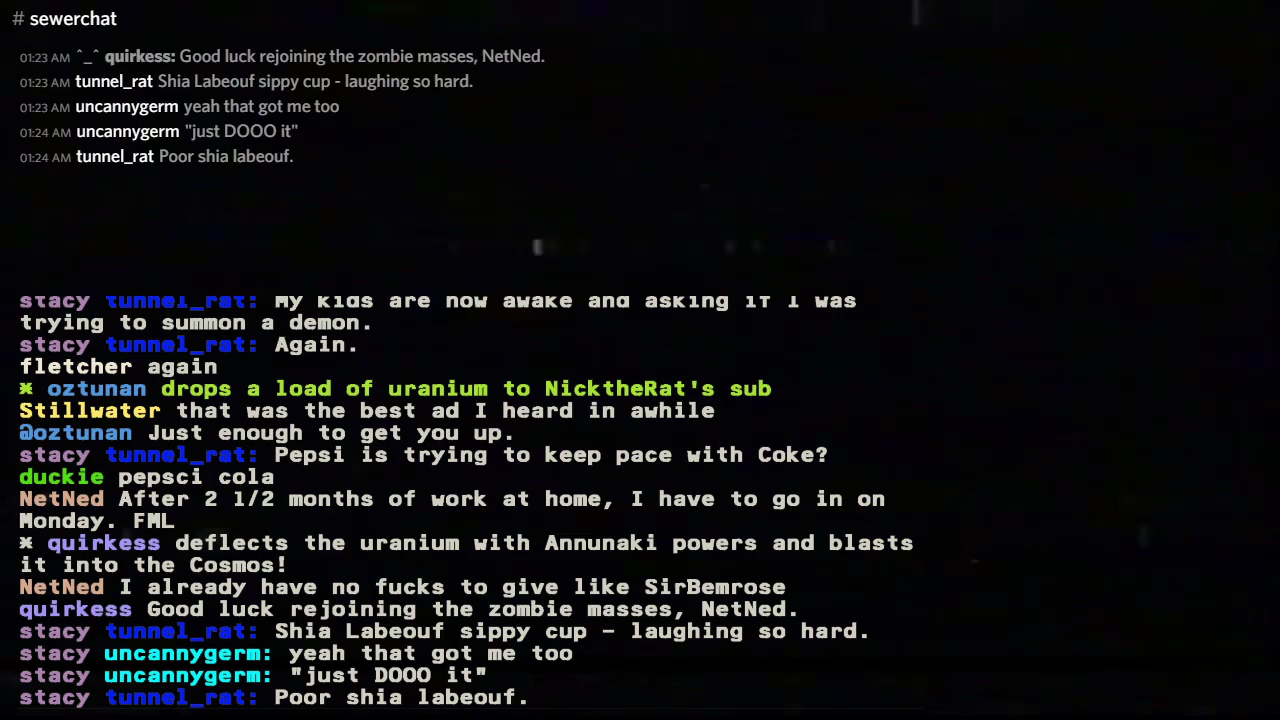 # sewerchat
01:23 AM ^_^ quirkess: Good luck rejoining the zombie masses, NetNed.
01:23 AM tunnel_rat Shia Labeouf sippy cup - laughing so hard.
01:23 AM uncannygerm yeah that got me too
01:24 AM uncannygerm "just DOOO it"
01:24 AM tunnel_rat Poor shia labeouf.
stacy tunnel_rat: My kids are now awake and asking if I was
trying to summon a demon.
stacy tunnel_rat: Again.
fletcher again
* oztunan drops a load of uranium to NicktheRat's sub
Stillwater that was the best ad I heard in awhile
@oztunan Just enough to get you up.
stacy tunnel_rat: Pepsi is trying to keep pace with Coke?
duckie pepsci cola
NetNed After 2 1/2 months of work at home, I have to go in on
Monday. FML
* quirkess deflects the uranium with Annunaki powers and blasts
it into the Cosmos!
NetNed I already have no fucks to give like SirBemrose
quirkess Good luck rejoining the zombie masses, NetNed.
stacy tunnel_rat: Shia Labeouf sippy cup - laughing so hard.
stacy uncannygerm: yeah that got me too
stacy uncannygerm: "just DOOO it"
stacy tunnel_rat: Poor shia labeouf.